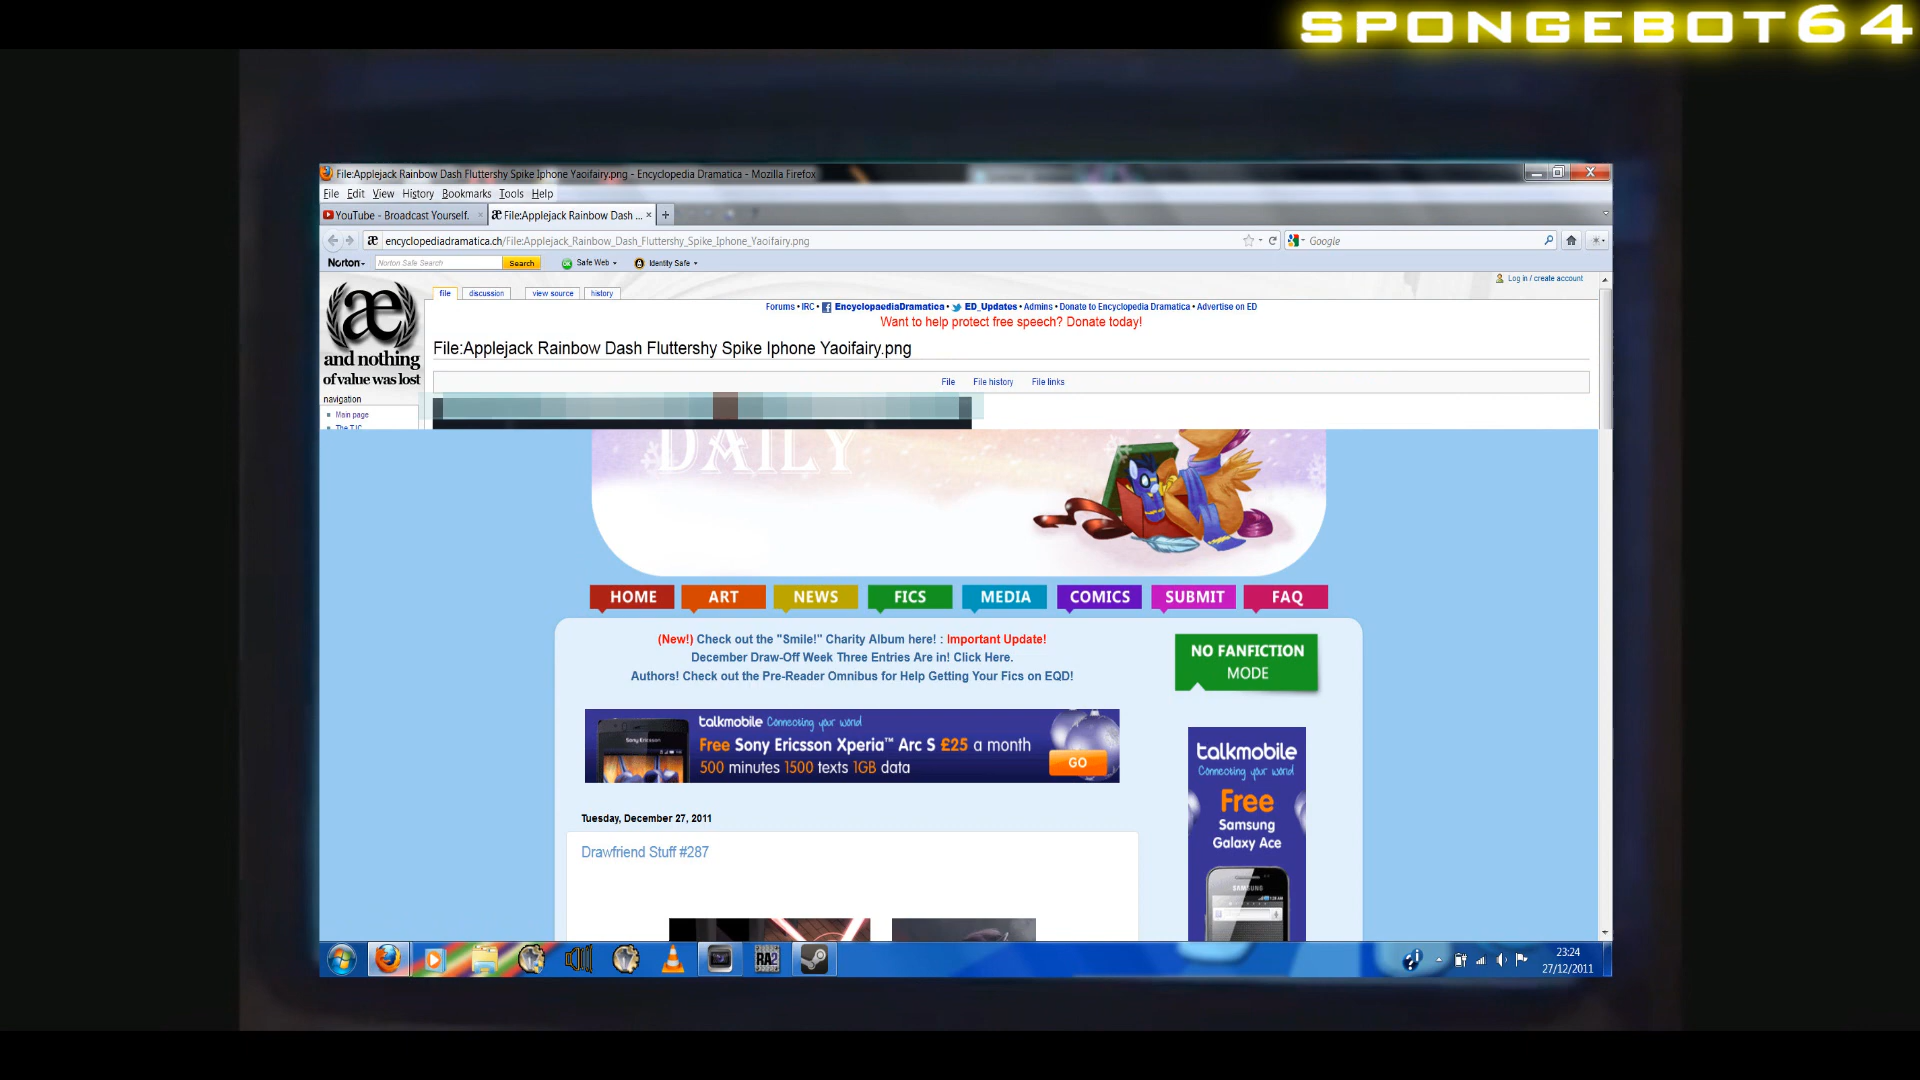 SPONGEBOT64
File:Applejack Rainbow Dash Fluttershy Spike Iphone Yaoifairy.png - Encyclopedia Dramatica - Mozilla Firefox
File Edit View History Bookmarks Tools Help
YouTube - Broadcast Yourself. æ File:Applejack Rainbow Dash ...
æ encyclopediadramatica.ch/File:Applejack_Rainbow_Dash_Fluttershy_Spike_Iphone_Yaoifairy.png Google
Norton Norton Safe Search Search Safe Web Identity Safe
Log in / create account
file discussion view source history
Forums • IRC • EncyclopaediaDramatica • ED_Updates • Admins • Donate to Encyclopedia Dramatica • Advertise on ED
Want to help protect free speech? Donate today!
æ
and nothing
of value was lost
File:Applejack Rainbow Dash Fluttershy Spike Iphone Yaoifairy.png
File File history File links
navigation
Main page
DAILY
HOME ART NEWS FICS MEDIA COMICS SUBMIT FAQ
(New!) Check out the "Smile!" Charity Album here! : Important Update!
December Draw-Off Week Three Entries Are in! Click Here.
Authors! Check out the Pre-Reader Omnibus for Help Getting Your Fics on EQD!
NO FANFICTION
MODE
Sony Ericsson
talkmobile Connecting your world
Free Sony Ericsson Xperia™ Arc S £25 a month
500 minutes 1500 texts 1GB data
GO
talkmobile
Connecting your world
Free
Samsung
Galaxy Ace
SAMSUNG
Tuesday, December 27, 2011
Drawfriend Stuff #287
RA2
23:24
27/12/2011